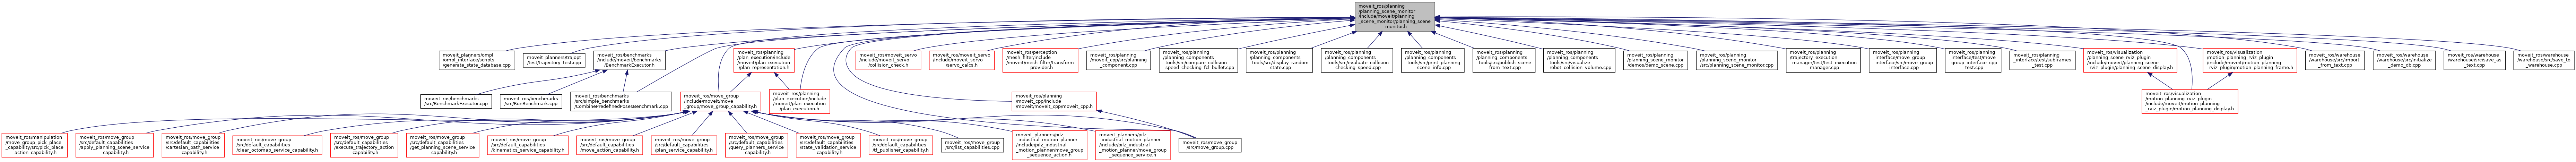 moveit_ros/planning
/planning_scene_monitor
/include/moveit/planning
_scene_monitor/planning_scene
_monitor.h
moveit_planners/ompl
/ompl_interface/scripts
/generate_state_database.cpp
moveit_planners/trajopt
/test/trajectory_test.cpp
moveit_ros/benchmarks
/include/moveit/benchmarks
/BenchmarkExecutor.h
moveit_ros/planning
/plan_execution/include
/moveit/plan_execution
/plan_representation.h
moveit_ros/moveit_servo
/include/moveit_servo
/collision_check.h
moveit_ros/moveit_servo
/include/moveit_servo
/servo_calcs.h
moveit_ros/perception
/mesh_filter/include
/moveit/mesh_filter/transform
_provider.h
moveit_ros/planning
/moveit_cpp/src/planning
_component.cpp
moveit_ros/planning
/planning_components
_tools/src/compare_collision
_speed_checking_fcl_bullet.cpp
moveit_ros/planning
/planning_components
_tools/src/display_random
_state.cpp
moveit_ros/planning
/planning_components
_tools/src/evaluate_collision
_checking_speed.cpp
moveit_ros/planning
/planning_components
_tools/src/print_planning
_scene_info.cpp
moveit_ros/planning
/planning_components
_tools/src/publish_scene
_from_text.cpp
moveit_ros/planning
/planning_components
_tools/src/visualize
_robot_collision_volume.cpp
moveit_ros/planning
/planning_scene_monitor
/demos/demo_scene.cpp
moveit_ros/planning
/planning_scene_monitor
/src/planning_scene_monitor.cpp
moveit_ros/planning
/trajectory_execution
_manager/test/test_execution
_manager.cpp
moveit_ros/planning
_interface/move_group
_interface/src/move_group
_interface.cpp
moveit_ros/planning
_interface/test/move
_group_interface_cpp
_test.cpp
moveit_ros/planning
_interface/test/subframes
_test.cpp
moveit_ros/visualization
/planning_scene_rviz_plugin
/include/moveit/planning_scene
_rviz_plugin/planning_scene_display.h
moveit_ros/visualization
/motion_planning_rviz_plugin
/include/moveit/motion_planning
_rviz_plugin/motion_planning_frame.h
moveit_ros/warehouse
/warehouse/src/import
_from_text.cpp
moveit_ros/warehouse
/warehouse/src/initialize
_demo_db.cpp
moveit_ros/warehouse
/warehouse/src/save_as
_text.cpp
moveit_ros/warehouse
/warehouse/src/save_to
_warehouse.cpp
moveit_ros/benchmarks
/src/BenchmarkExecutor.cpp
moveit_ros/benchmarks
/src/RunBenchmark.cpp
moveit_ros/benchmarks
/src/simple_benchmarks
/CombinePredefinedPosesBenchmark.cpp
moveit_ros/move_group
/include/moveit/move
_group/move_group_capability.h
moveit_ros/planning
/plan_execution/include
/moveit/plan_execution
/plan_execution.h
moveit_ros/planning
/moveit_cpp/include
/moveit/moveit_cpp/moveit_cpp.h
moveit_ros/visualization
/motion_planning_rviz_plugin
/include/moveit/motion_planning
_rviz_plugin/motion_planning_display.h
moveit_ros/manipulation
/move_group_pick_place
_capability/src/pick_place
_action_capability.h
moveit_ros/move_group
/src/default_capabilities
/apply_planning_scene_service
_capability.h
moveit_ros/move_group
/src/default_capabilities
/cartesian_path_service
_capability.h
moveit_ros/move_group
/src/default_capabilities
/clear_octomap_service_capability.h
moveit_ros/move_group
/src/default_capabilities
/execute_trajectory_action
_capability.h
moveit_ros/move_group
/src/default_capabilities
/get_planning_scene_service
_capability.h
moveit_ros/move_group
/src/default_capabilities
/kinematics_service_capability.h
moveit_ros/move_group
/src/default_capabilities
/move_action_capability.h
moveit_ros/move_group
/src/default_capabilities
/plan_service_capability.h
moveit_ros/move_group
/src/default_capabilities
/query_planners_service
_capability.h
moveit_ros/move_group
/src/default_capabilities
/state_validation_service
_capability.h
moveit_ros/move_group
/src/default_capabilities
/tf_publisher_capability.h
moveit_ros/move_group
/src/list_capabilities.cpp
moveit_planners/pilz
_industrial_motion_planner
/include/pilz_industrial
_motion_planner/move_group
_sequence_action.h
moveit_planners/pilz
_industrial_motion_planner
/include/pilz_industrial
_motion_planner/move_group
_sequence_service.h
moveit_ros/move_group
/src/move_group.cpp